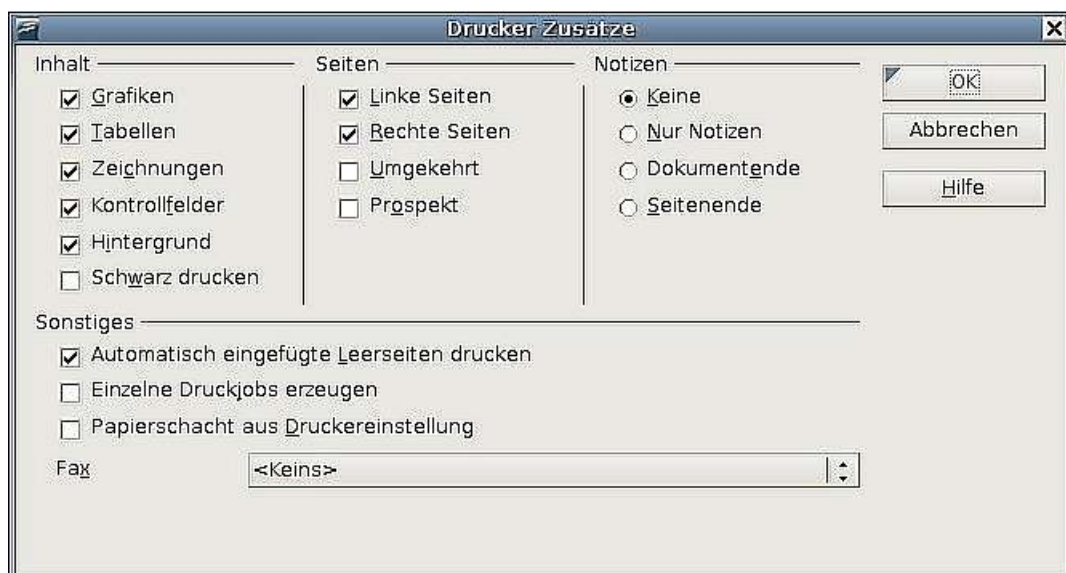 Drucker Zusätze
Inhalt
Grafiken
Tabellen
Zeichnungen
Kontrollfelder
Hintergrund
Schwarz drucken
Seiten
Linke Seiten
Rechte Seiten
Umgekehrt
Prospekt
Notizen
Keine
Nur Notizen
Dokumentende
Seitenende
OK
Abbrechen
Hilfe
Sonstiges
Automatisch eingefügte Leerseiten drucken
Einzelne Druckjobs erzeugen
Papierschacht aus Druckereinstellung
Fax <Keins>